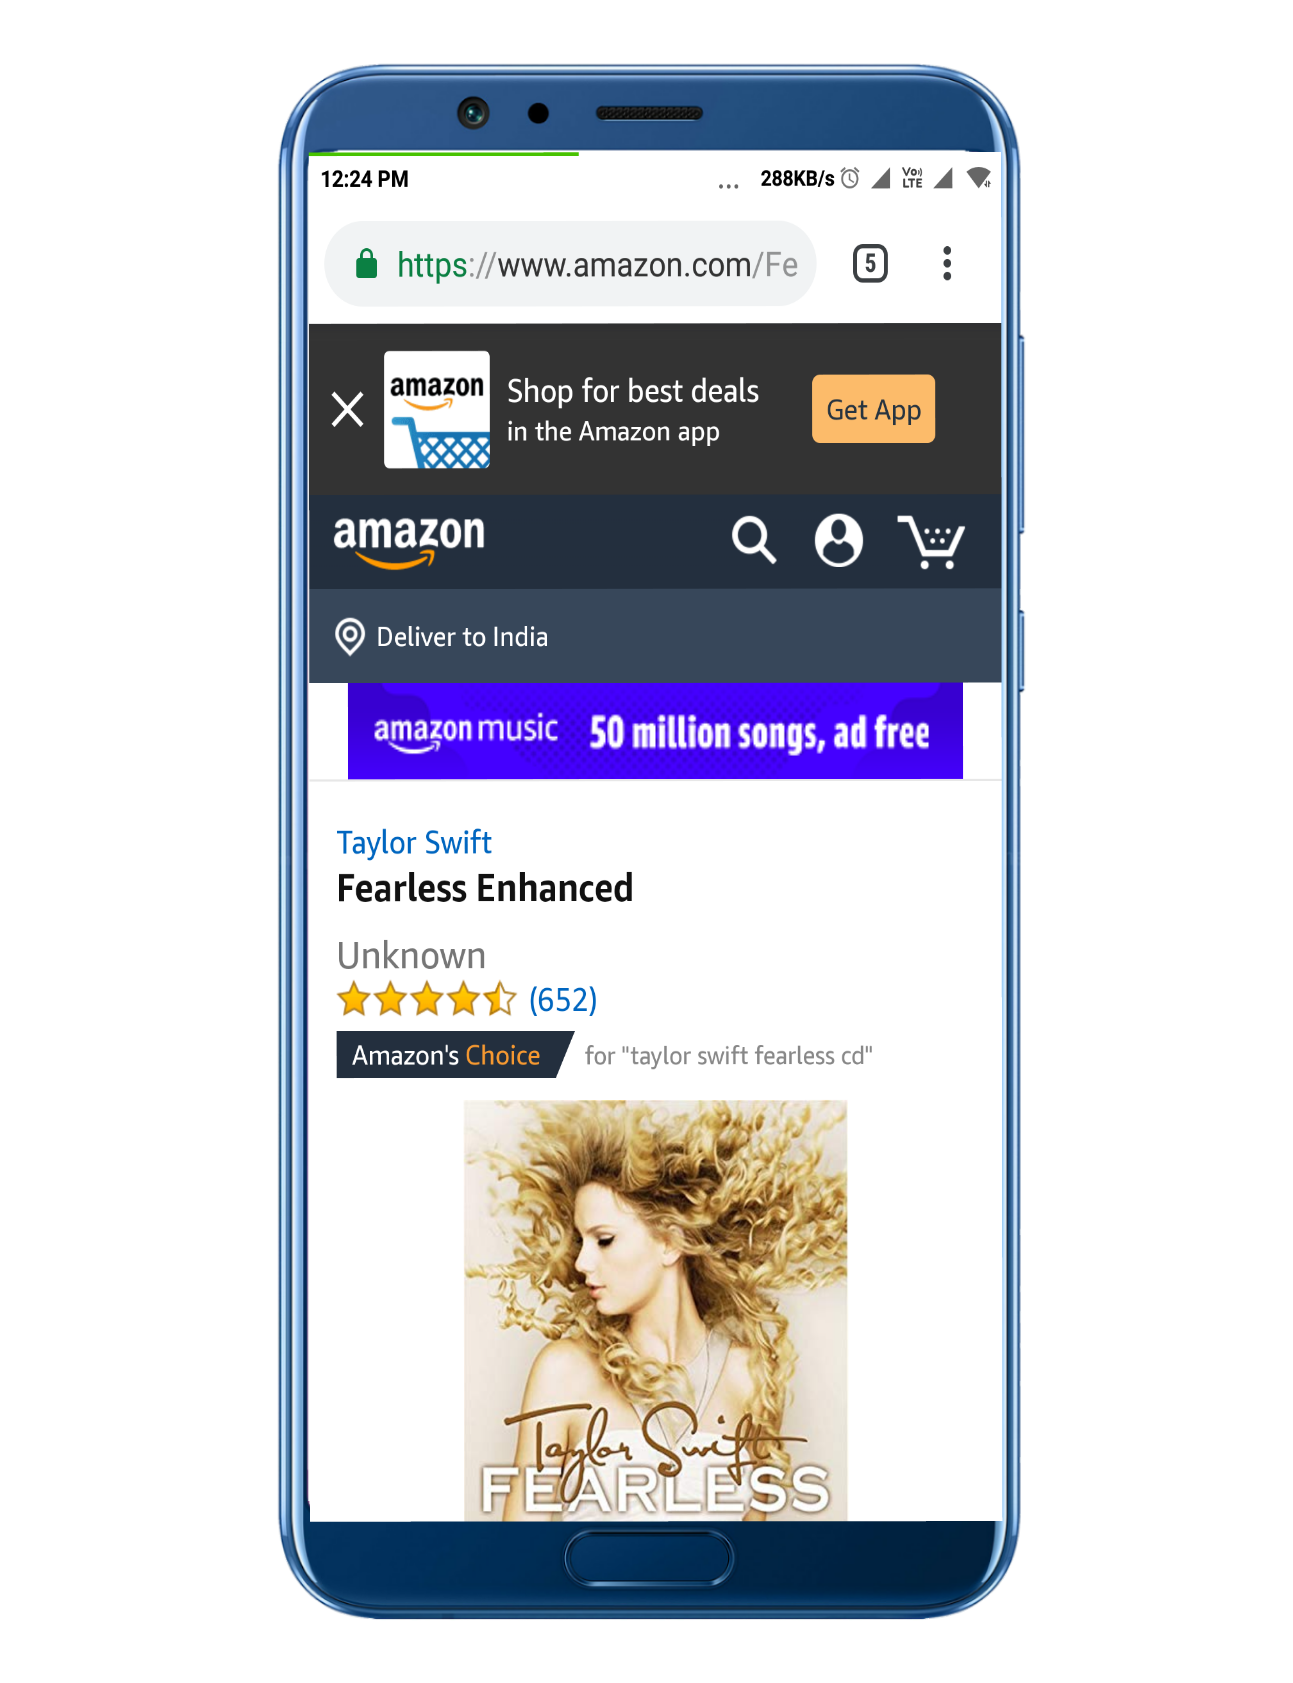 12:24 PM ... 288KB/s Vo) LTE
https://www.amazon.com/Fe 5
amazon
Shop for best deals
in the Amazon app
Get App
amazon
Deliver to India
amazon music 50 million songs, ad free
Taylor Swift
Fearless Enhanced
Unknown
(652)
Amazon's Choice for "taylor swift fearless cd"
Taylor Swift
FEARLESS